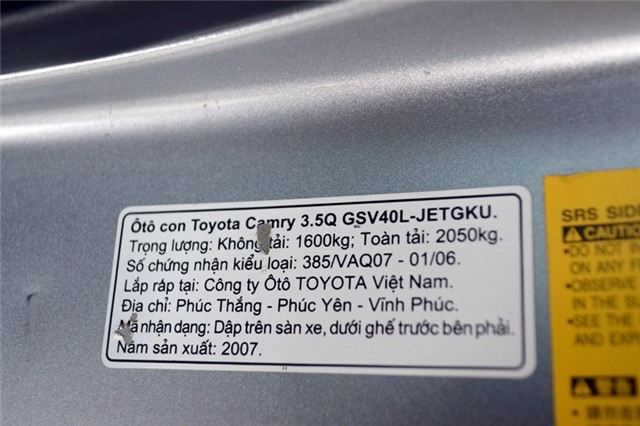 Ôtô con Toyota Camry 3.5Q GSV40L-JETGKU.
Trọng lượng: Không tải: 1600kg; Toàn tải: 2050kg.
Số chứng nhận kiểu loại: 385/VAQ07 - 01/06.
Lắp ráp tại: Công ty Ôtô TOYOTA Việt Nam.
Địa chỉ: Phúc Thắng - Phúc Yên - Vĩnh Phúc.
Mã nhận dạng: Dập trên sàn xe, dưới ghế trước bên phải.
Năm sản xuất: 2007.
SRS SIDE
CAUTION
•DO NOT
ON ANY
•OBSERVE
IN THE
•SEE THE
AND